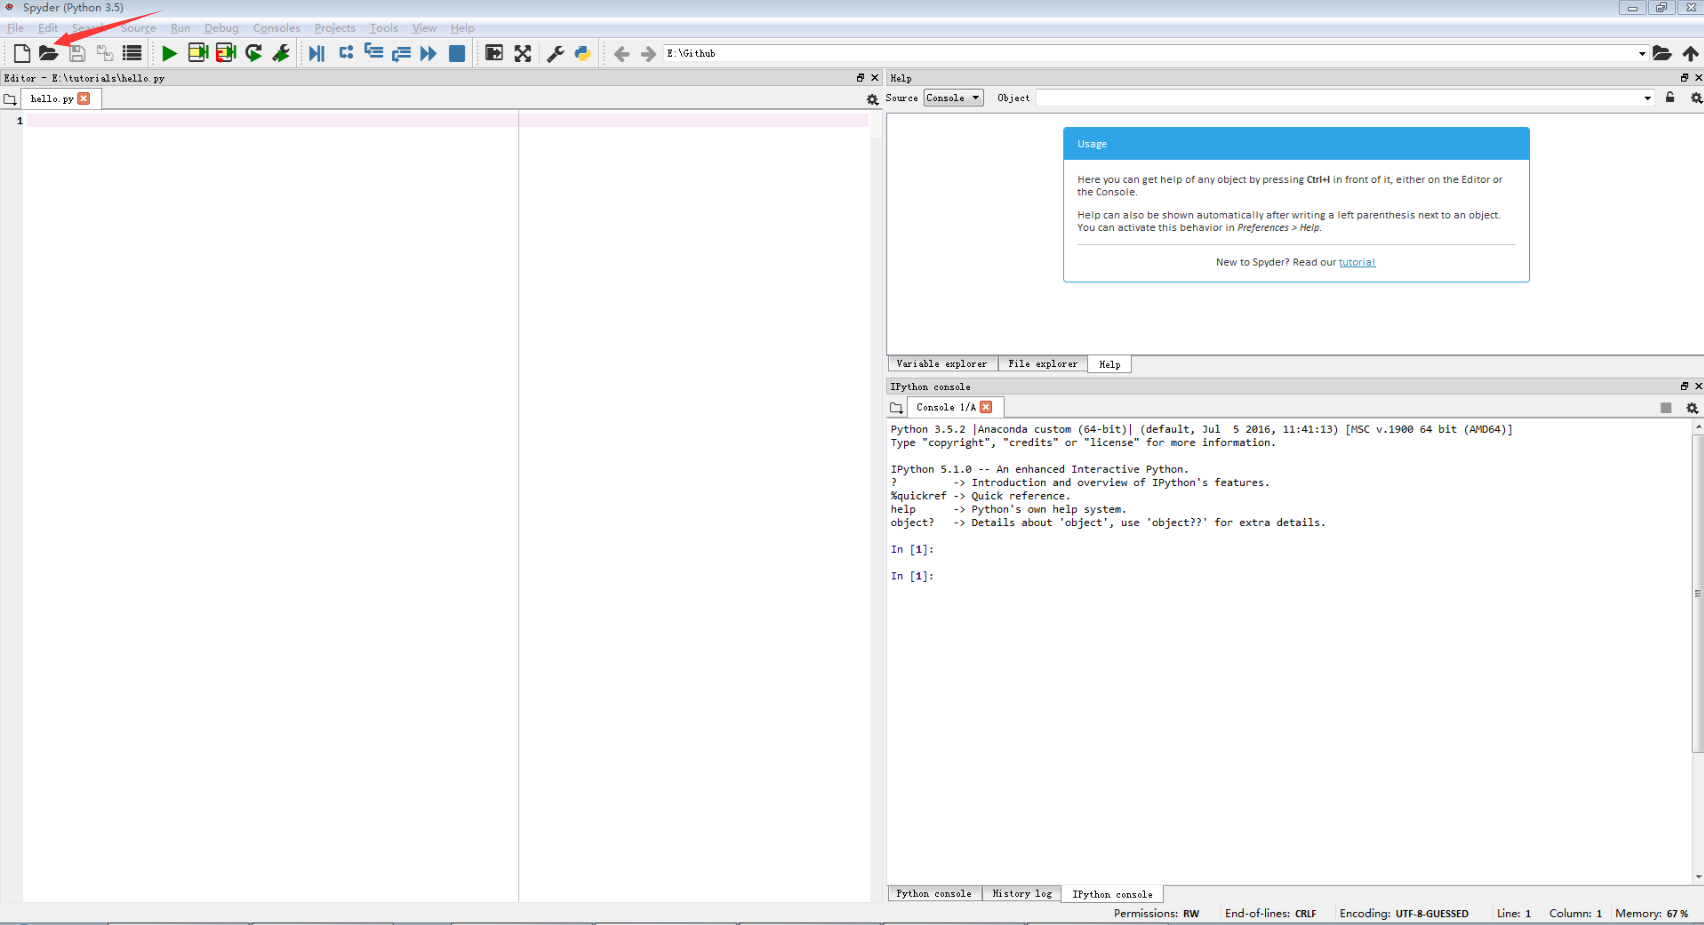 Spyder (Python 3.5)
File Edit Search Source Run Debug Consoles Projects Tools View Help
E:\Github
Editor - E:\tutorials\hello.py
hello.py
1
Help
Source Console Object
Usage
Here you can get help of any object by pressing Ctrl+I in front of it, either on the Editor or
the Console.
Help can also be shown automatically after writing a left parenthesis next to an object.
You can activate this behavior in Preferences > Help.
New to Spyder? Read our tutorial
Variable explorer File explorer Help
IPython console
Console 1/A
Python 3.5.2 |Anaconda custom (64-bit)| (default, Jul  5 2016, 11:41:13) [MSC v.1900 64 bit (AMD64)]
Type "copyright", "credits" or "license" for more information.
IPython 5.1.0 -- An enhanced Interactive Python.
?         -> Introduction and overview of IPython's features.
%quickref -> Quick reference.
help      -> Python's own help system.
object?   -> Details about 'object', use 'object??' for extra details.
In [1]:
In [1]:
Python console History log IPython console
Permissions: RW End-of-lines: CRLF Encoding: UTF-8-GUESSED Line: 1 Column: 1 Memory: 67 %